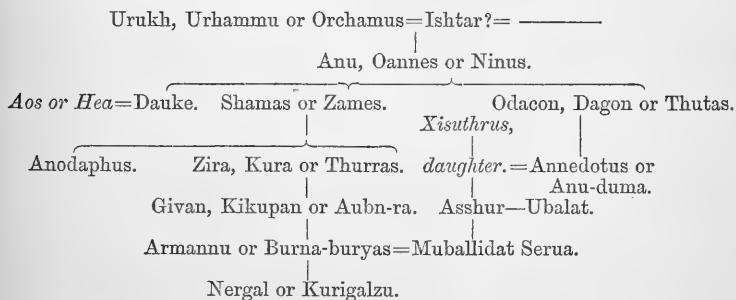 Urukh, Urhammu or Orchamus=Ishtar?= ———
Anu, Oannes or Ninus.
Aos or Hea=Dauke. Shamas or Zames. Odacon, Dagon or Thutas.
Xisuthrus,
Anodaphus. Zira, Kura or Thurras. daughter.=Annedotus or
Anu-duma.
Givan, Kikupan or Aubn-ra. Asshur—Ubalat.
Armannu or Burna-buryas=Muballidat Serua.
Nergal or Kurigalzu.